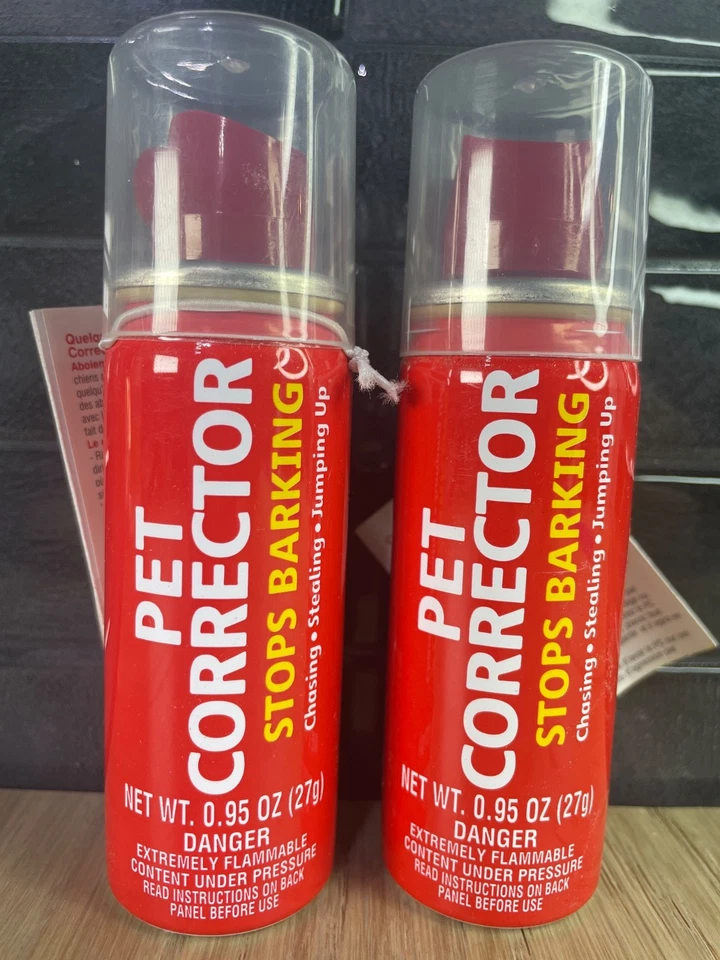 PET
CORRECTOR™
STOPS BARKING
Chasing • Stealing • Jumping Up
NET WT. 0.95 OZ (27g)
DANGER
EXTREMELY FLAMMABLE
CONTENT UNDER PRESSURE
READ INSTRUCTIONS ON BACK
PANEL BEFORE USE
PET
CORRECTOR™
STOPS BARKING
Chasing • Stealing • Jumping Up
NET WT. 0.95 OZ (27g)
DANGER
EXTREMELY FLAMMABLE
CONTENT UNDER PRESSURE
READ INSTRUCTIONS ON BACK
PANEL BEFORE USE